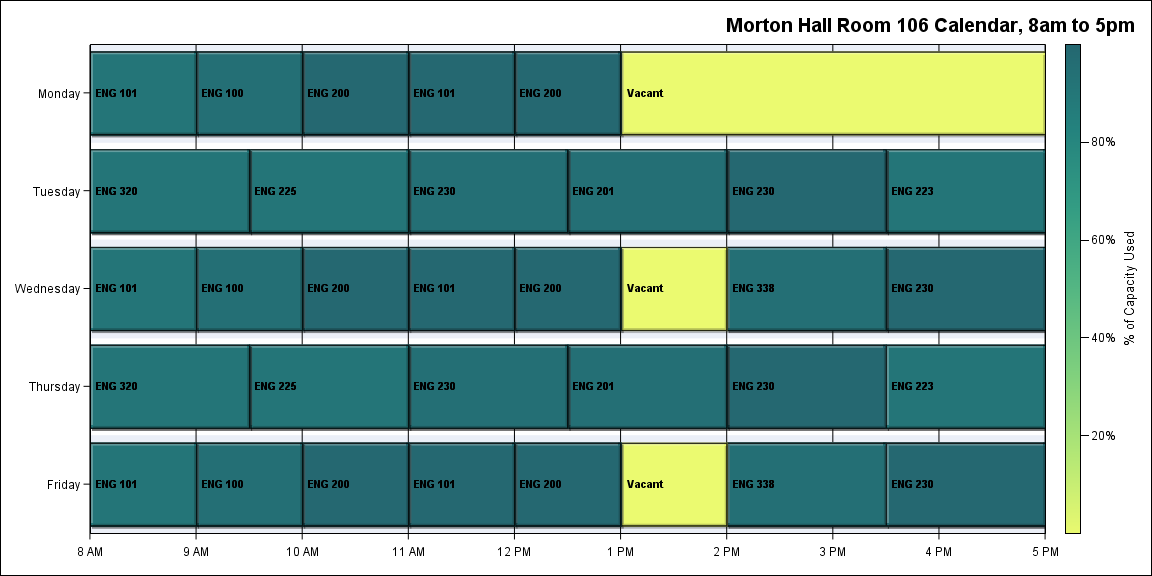 Morton Hall Room 106 Calendar, 8am to 5pm
Monday
ENG 101
ENG 100
ENG 200
ENG 101
ENG 200
Vacant
Tuesday
ENG 320
ENG 225
ENG 230
ENG 201
ENG 230
ENG 223
Wednesday
ENG 101
ENG 100
ENG 200
ENG 101
ENG 200
Vacant
ENG 338
ENG 230
Thursday
ENG 320
ENG 225
ENG 230
ENG 201
ENG 230
ENG 223
Friday
ENG 101
ENG 100
ENG 200
ENG 101
ENG 200
Vacant
ENG 338
ENG 230
8 AM
9 AM
10 AM
11 AM
12 PM
1 PM
2 PM
3 PM
4 PM
5 PM
80%
60%
40%
20%
% of Capacity Used